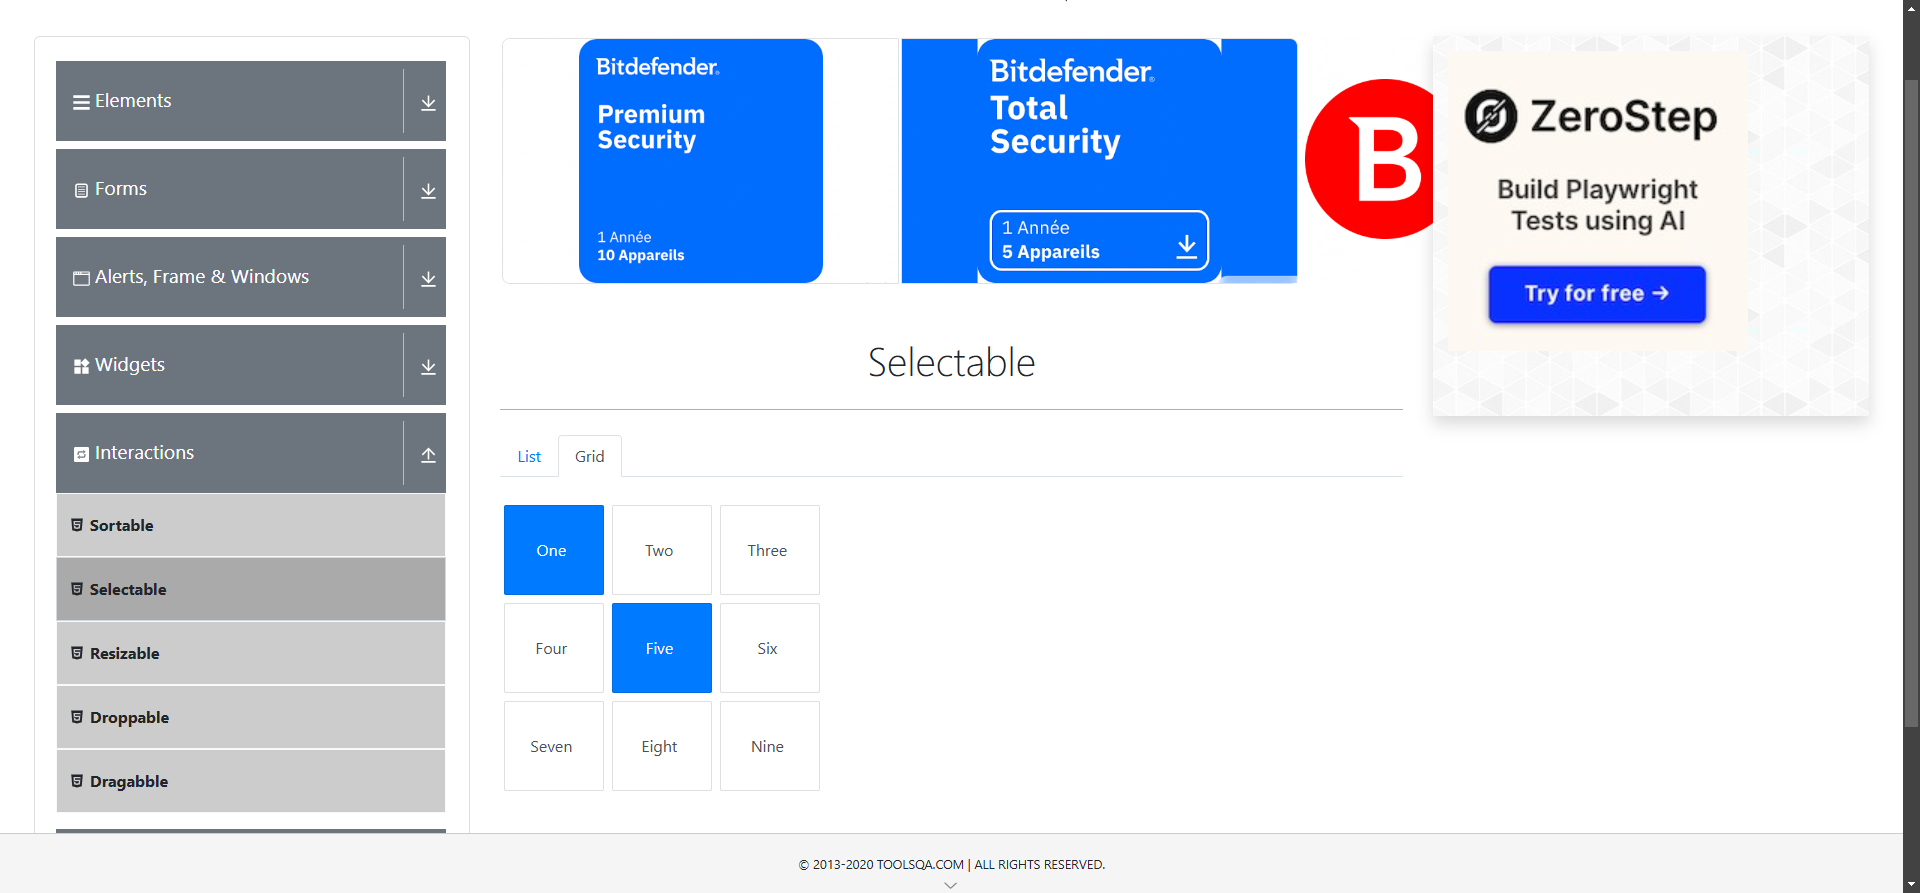 Elements
Forms
Alerts, Frame & Windows
Widgets
Interactions
Sortable
Selectable
Resizable
Droppable
Dragabble
Bitdefender
Premium
Security
1 Année
10 Appareils
Bitdefender
Total
Security
1 Année
5 Appareils
B
ZeroStep
Build Playwright
Tests using AI
Try for free →
Selectable
List
Grid
One
Two
Three
Four
Five
Six
Seven
Eight
Nine
© 2013-2020 TOOLSQA.COM | ALL RIGHTS RESERVED.